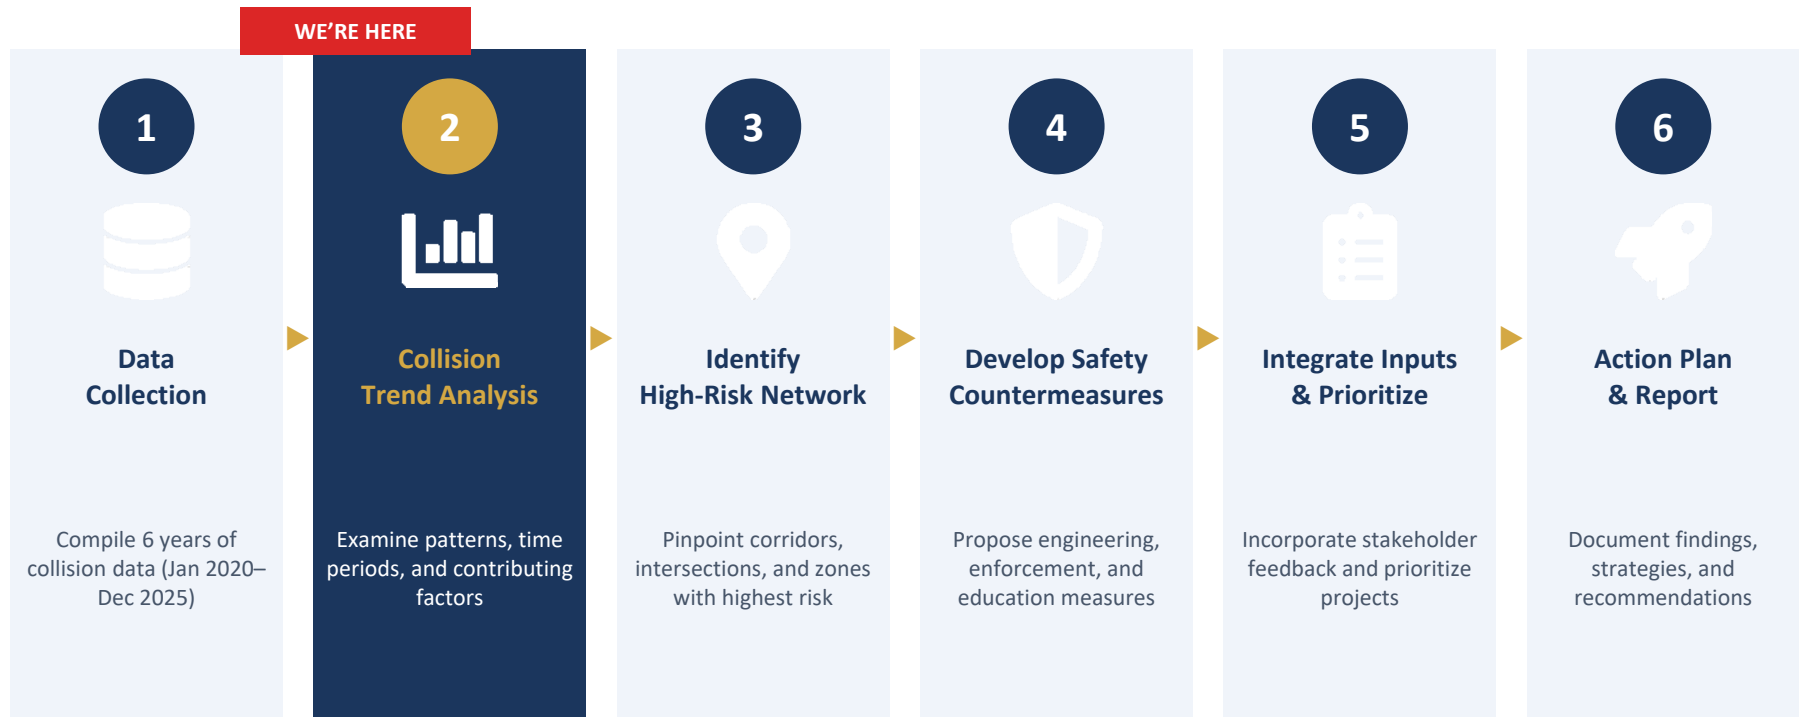 WE’RE HERE
1
Data
Collection
Compile 6 years of
collision data (Jan 2020–
Dec 2025)
2
Collision
Trend Analysis
Examine patterns, time
periods, and contributing
factors
3
Identify
High-Risk Network
Pinpoint corridors,
intersections, and zones
with highest risk
4
Develop Safety
Countermeasures
Propose engineering,
enforcement, and
education measures
5
Integrate Inputs
& Prioritize
Incorporate stakeholder
feedback and prioritize
projects
6
Action Plan
& Report
Document findings,
strategies, and
recommendations